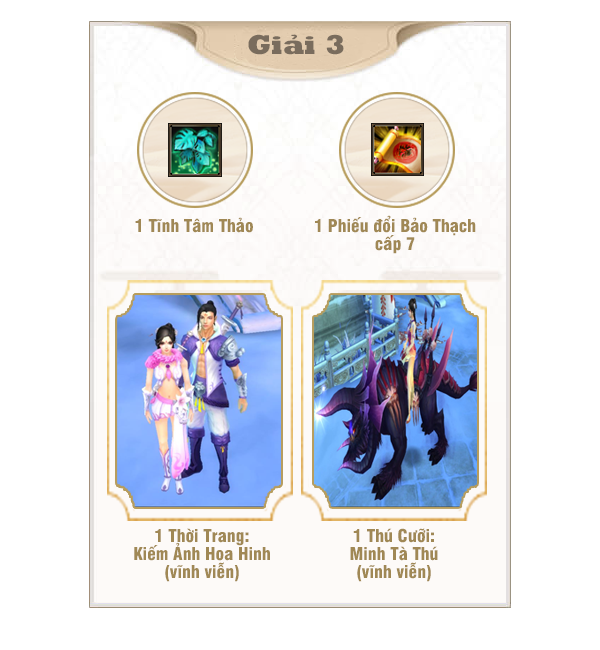 Giải 3
1 Tĩnh Tâm Thảo
1 Phiếu đổi Bảo Thạch
cấp 7
1 Thời Trang:
Kiếm Ảnh Hoa Hinh
(vĩnh viễn)
1 Thú Cưỡi:
Minh Tà Thú
(vĩnh viễn)